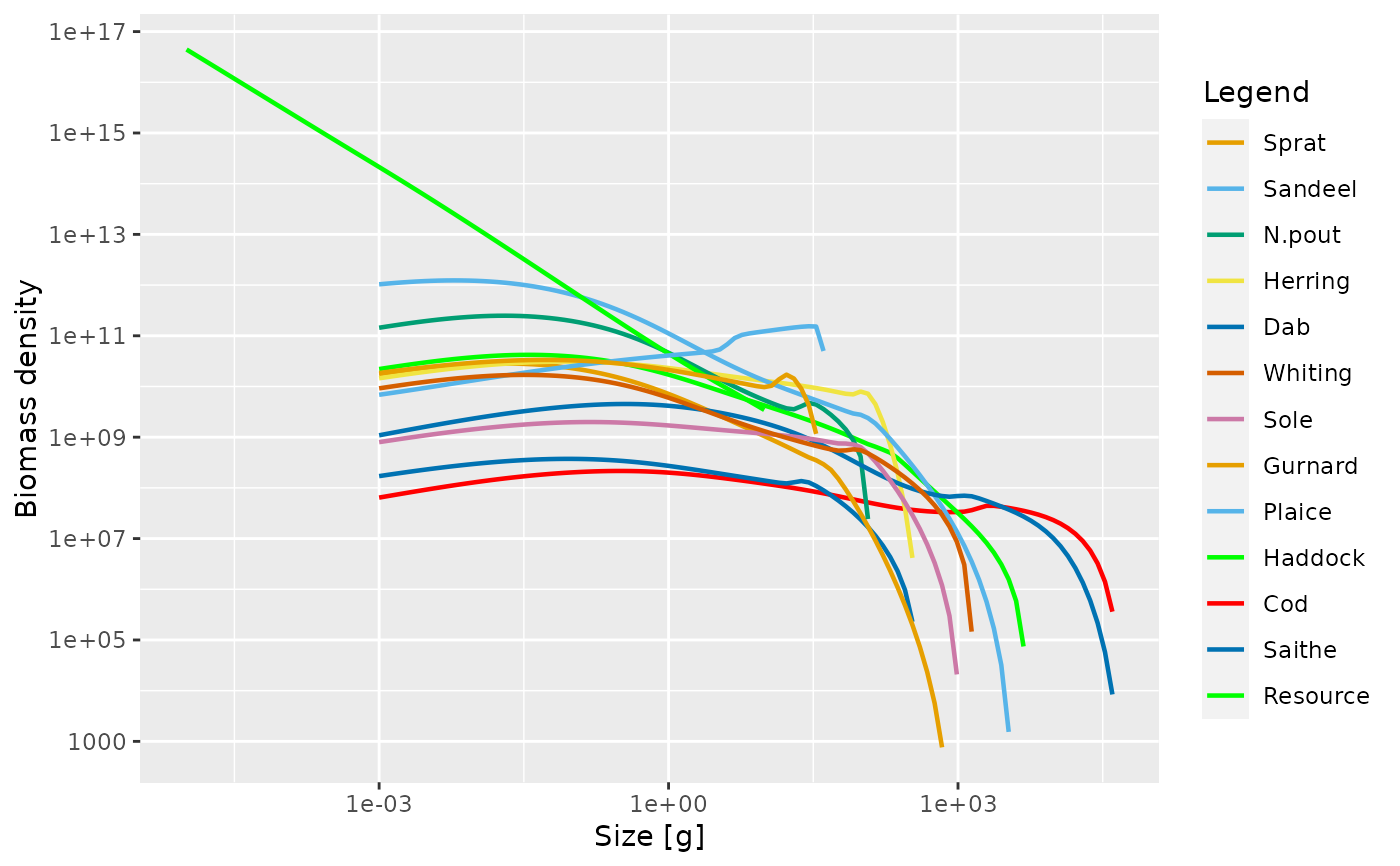 1e+17
1e+15
1e+13
1e+11
1e+09
1e+07
1e+05
1000
Biomass density
1e-03
1e+00
1e+03
Size [g]
Legend
Sprat
Sandeel
N.pout
Herring
Dab
Whiting
Sole
Gurnard
Plaice
Haddock
Cod
Saithe
Resource